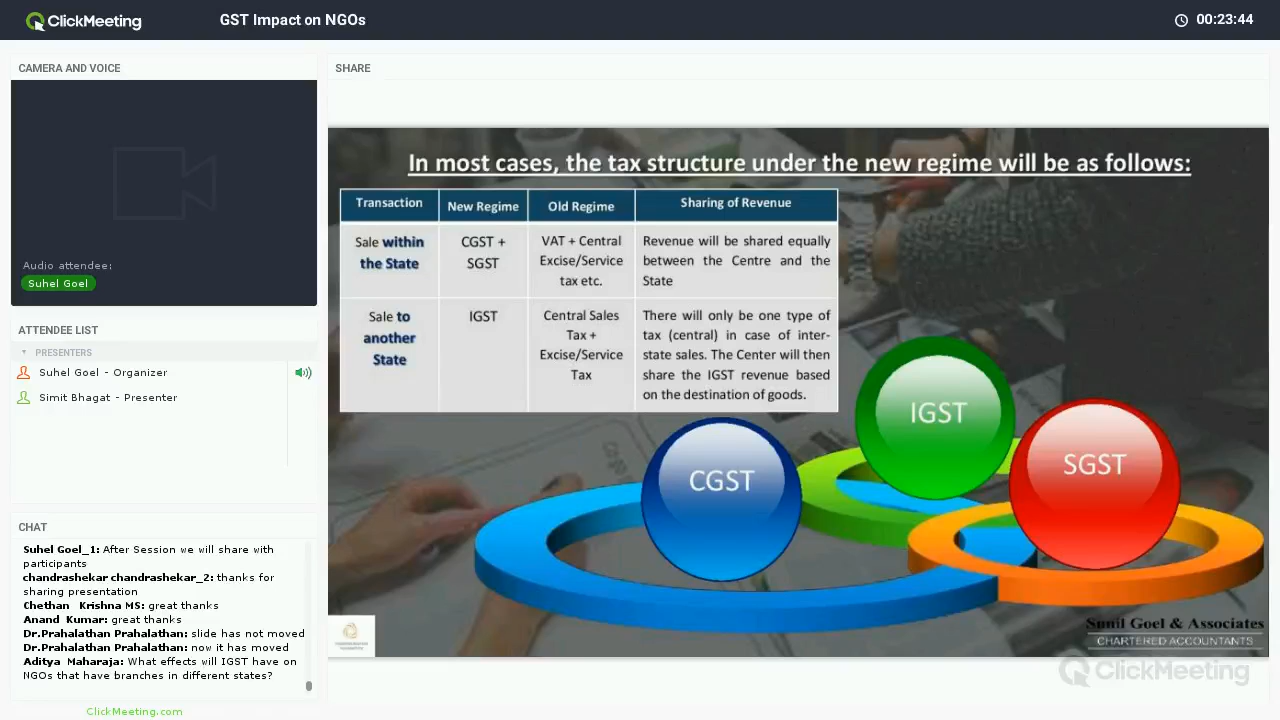 ClickMeeting
GST Impact on NGOs
00:23:44
CAMERA AND VOICE
Audio attendee:
Suhel Goel
ATTENDEE LIST
PRESENTERS
Suhel Goel - Organizer
Simit Bhagat - Presenter
CHAT
Suhel Goel_1: After Session we will share with
participants
chandrashekar chandrashekar_2: thanks for
sharing presentation
Chethan Krishna MS: great thanks
Anand Kumar: great thanks
Dr.Prahalathan Prahalathan: slide has not moved
Dr.Prahalathan Prahalathan: now it has moved
Aditya Maharaja: What effects will IGST have on
NGOs that have branches in different states?
ClickMeeting.com
SHARE
In most cases, the tax structure under the new regime will be as follows:
Transaction
New Regime
Old Regime
Sharing of Revenue
Sale within
the State
CGST +
SGST
VAT + Central
Excise/Service
tax etc.
Revenue will be shared equally
between the Centre and the
State
Sale to
another
State
IGST
Central Sales
Tax +
Excise/Service
Tax
There will only be one type of
tax (central) in case of inter-
state sales. The Center will then
share the IGST revenue based
on the destination of goods.
CGST
IGST
SGST
Sunil Goel & Associates
CHARTERED ACCOUNTANTS
ClickMeeting